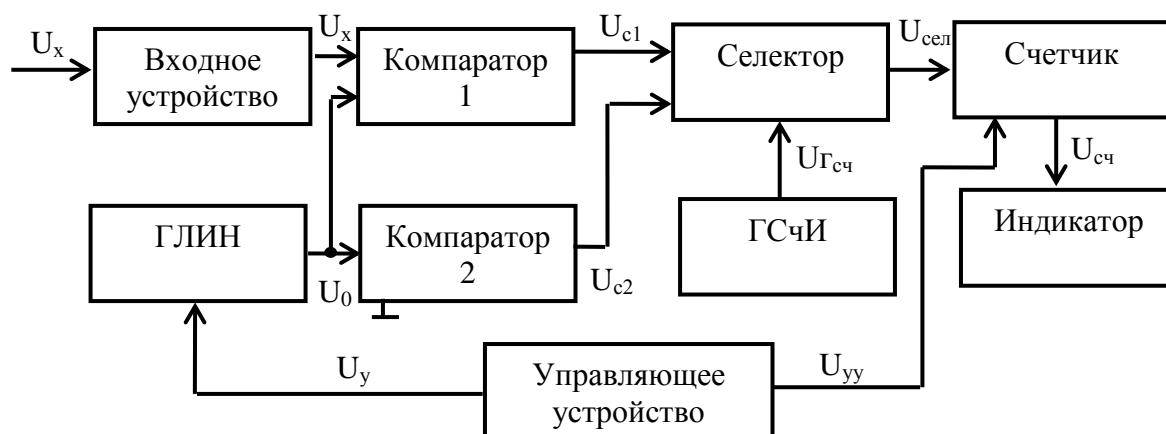 Uх
Входное
устройство
Uх
Компаратор
1
Uс1
Селектор
Uсел
Счетчик
UГсч
Uсч
ГЛИН
U0
Компаратор
2
Uс2
ГСчИ
Индикатор
Uу
Управляющее
устройство
Uуу